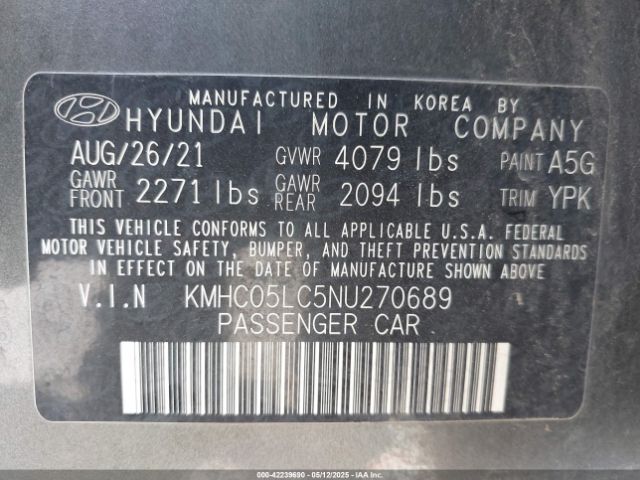 MANUFACTURED IN KOREA BY
HYUNDAI MOTOR COMPANY
AUG/26/21 GVWR 4079 lbs PAINT A5G
GAWR FRONT 2271 lbs GAWR REAR 2094 lbs TRIM YPK
THIS VEHICLE CONFORMS TO ALL APPLICABLE U.S.A. FEDERAL
MOTOR VEHICLE SAFETY, BUMPER, AND THEFT PREVENTION STANDARDS
IN EFFECT ON THE DATE OF MANUFACTURE SHOWN ABOVE.
V.I.N KMHC05LC5NU270689
PASSENGER CAR
000-42239690 - 05/12/2025 - IAAI.COM